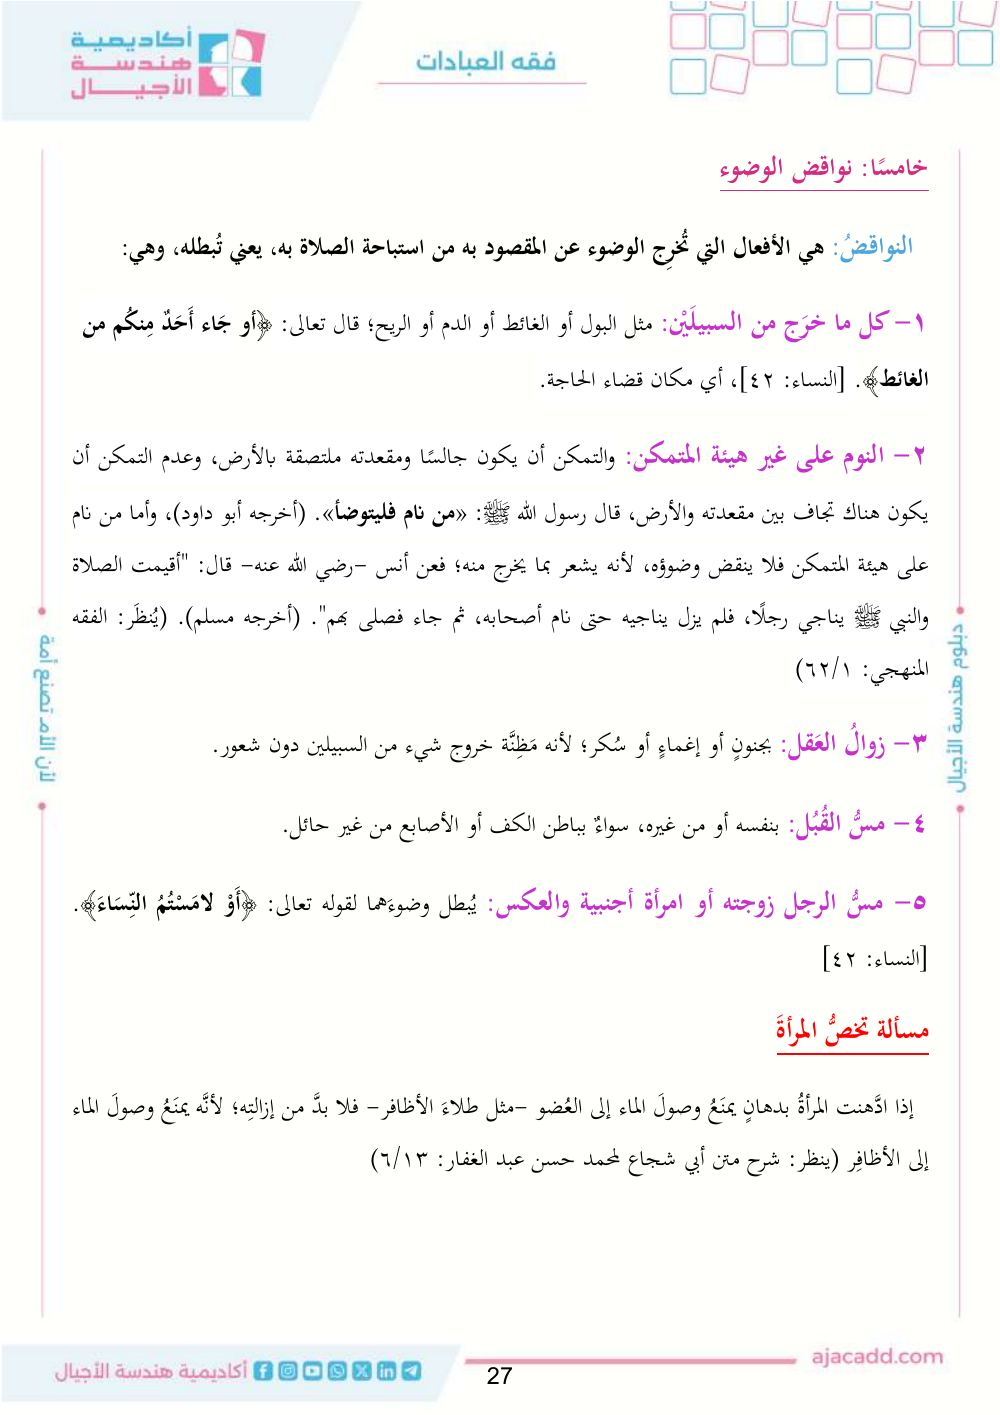 أكاديمية
هندسة
الأجيال
فقه العبادات
خامسًا: نواقض الوضوء
النواقضُ: هي الأفعال التي تُخرِج الوضوء عن المقصود به من استباحة الصلاة به، يعني تُبطله، وهي:
١- كل ما خرَج من السبيلَيْن: مثل البول أو الغائط أو الدم أو الريح؛ قال تعالى: ﴿أو جَاء أَحَدٌ مِنكُم من
الغائط﴾. [النساء: ٤٢]، أي مكان قضاء الحاجة.
٢- النوم على غير هيئة المتمكن: والتمكن أن يكون جالسًا ومقعدته ملتصقة بالأرض، وعدم التمكن أن
يكون هناك تجاف بين مقعدته والأرض، قال رسول الله ﷺ: «من نام فليتوضأ». (أخرجه أبو داود)، وأما من نام
على هيئة المتمكن فلا ينقض وضوؤه، لأنه يشعر بما يخرج منه؛ فعن أنس -رضي الله عنه- قال: "أقيمت الصلاة
والنبي ﷺ يناجي رجلًا، فلم يزل يناجيه حتى نام أصحابه، ثم جاء فصلى بهم". (أخرجه مسلم). (يُنظَر: الفقه
المنهجي: ٦٢/١)
٣- زوالُ العَقل: بجنونٍ أو إغماءٍ أو سُكر؛ لأنه مَظِنَّة خروج شيء من السبيلين دون شعور.
٤- مسُّ القُبُل: بنفسه أو من غيره، سواءٌ بباطن الكف أو الأصابع من غير حائل.
٥- مسُّ الرجل زوجته أو امرأة أجنبية والعكس: يُبطل وضوءَهما لقوله تعالى: ﴿أَوْ لامَسْتُمُ النِّسَاءَ﴾.
[النساء: ٤٢]
مسألة تخصُّ المرأةَ
إذا ادَّهنت المرأةُ بدهانٍ يمنَعُ وصولَ الماء إلى العُضو -مثل طلاءَ الأظافر- فلا بدَّ من إزالتِه؛ لأنَّه يمنَعُ وصولَ الماء
إلى الأظافِر (ينظر: شرح متن أبي شجاع لمحمد حسن عبد الغفار: ٦/١٣)
دبلوم هندسة الأجيال
لأن الأم تصنع أمة
ajacadd.com
27
أكاديمية هندسة الأجيال